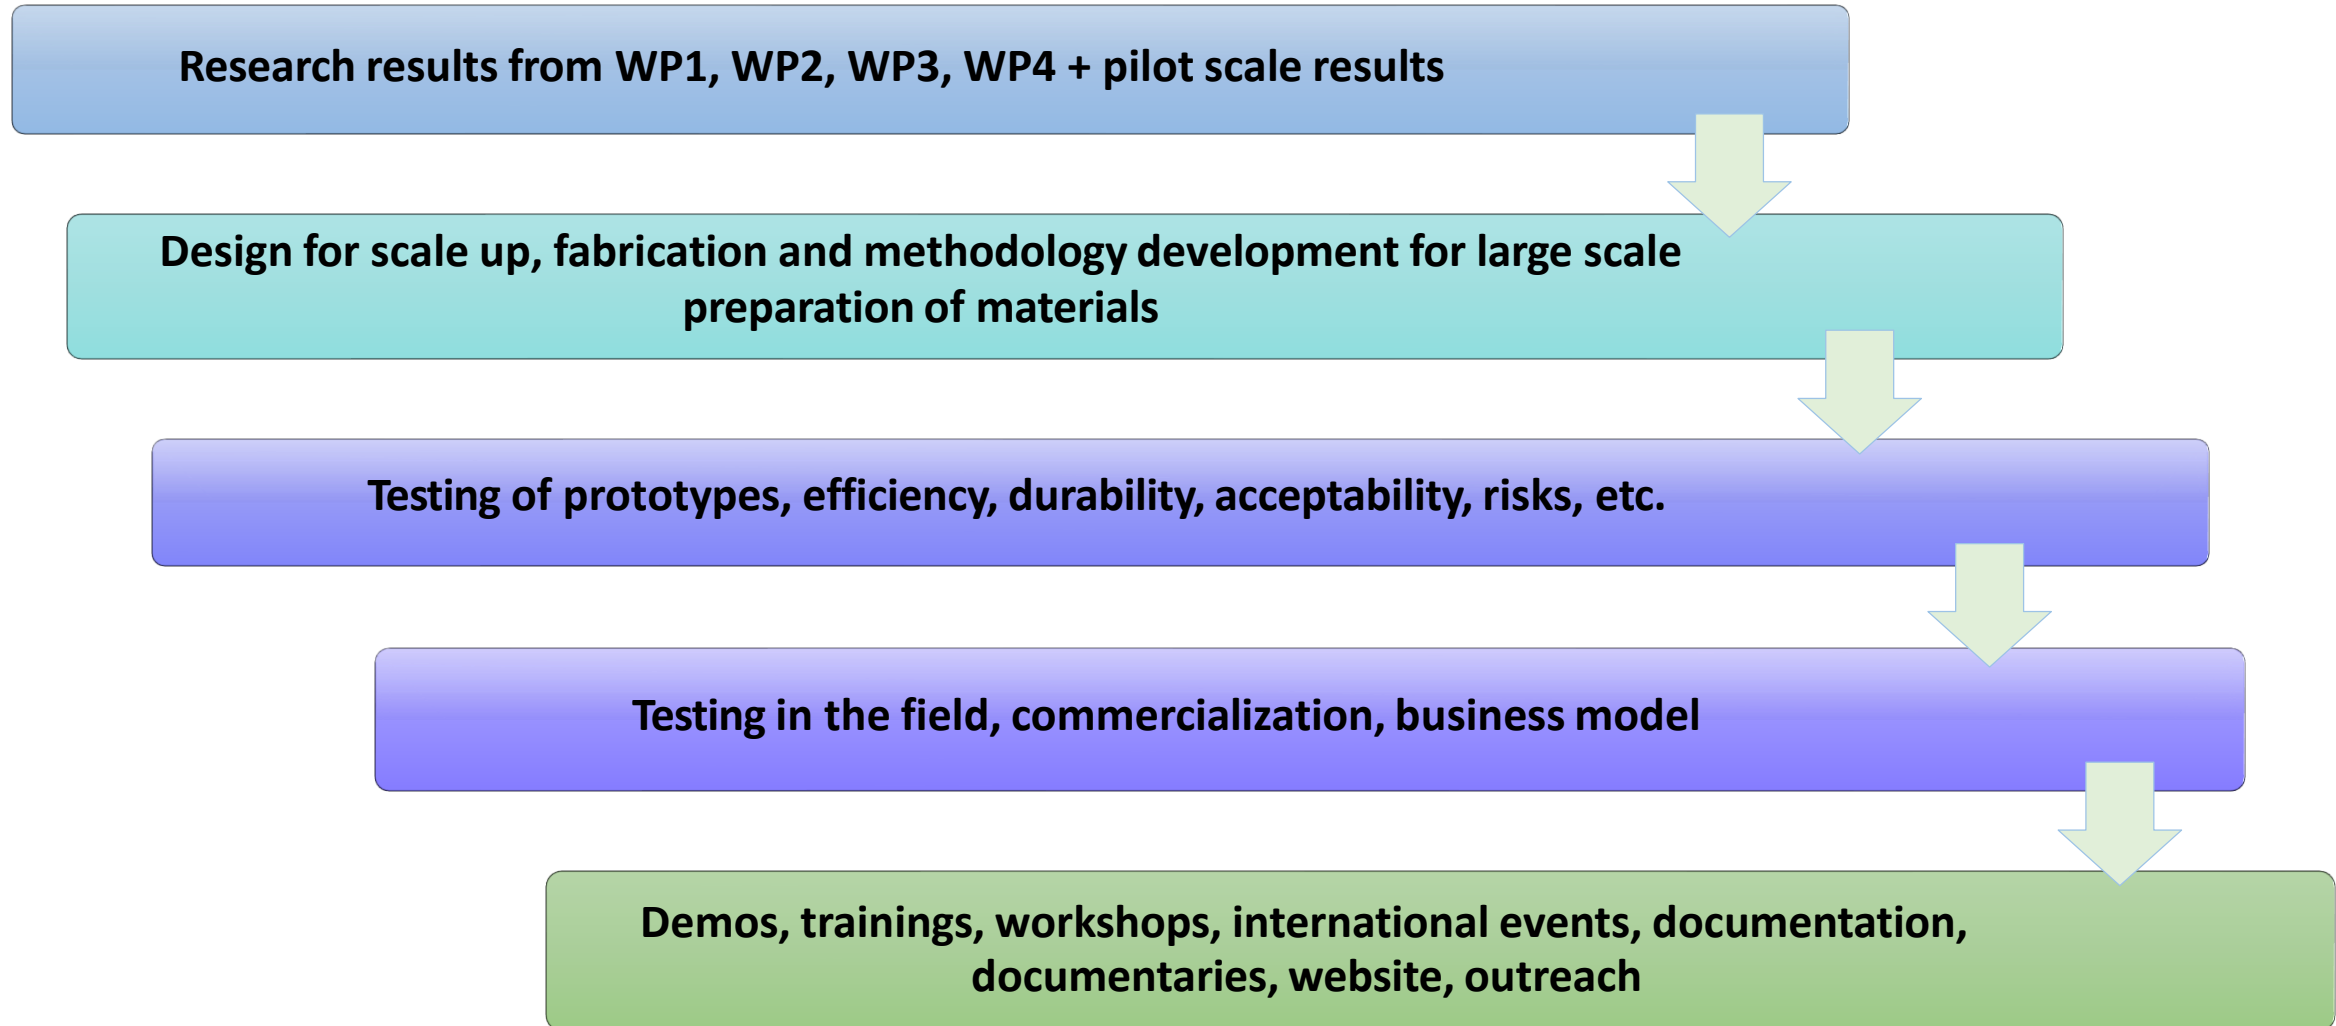 Research results from WP1, WP2, WP3, WP4 + pilot scale results
Design for scale up, fabrication and methodology development for large scale
preparation of materials
Testing of prototypes, efficiency, durability, acceptability, risks, etc.
Testing in the field, commercialization, business model
Demos, trainings, workshops, international events, documentation,
documentaries, website, outreach